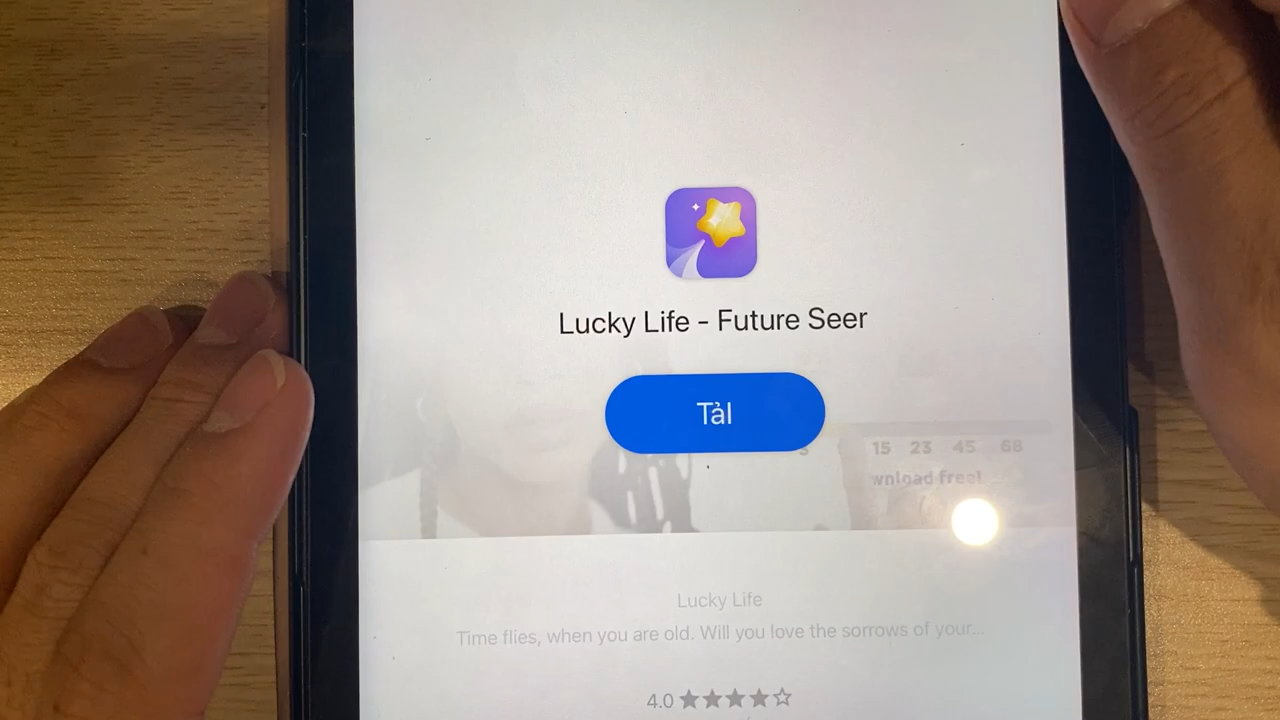 Lucky Life - Future Seer
Tảl
15 23 45 68
wnload free!
Lucky Life
Time flies, when you are old. Will you love the sorrows of your...
4.0